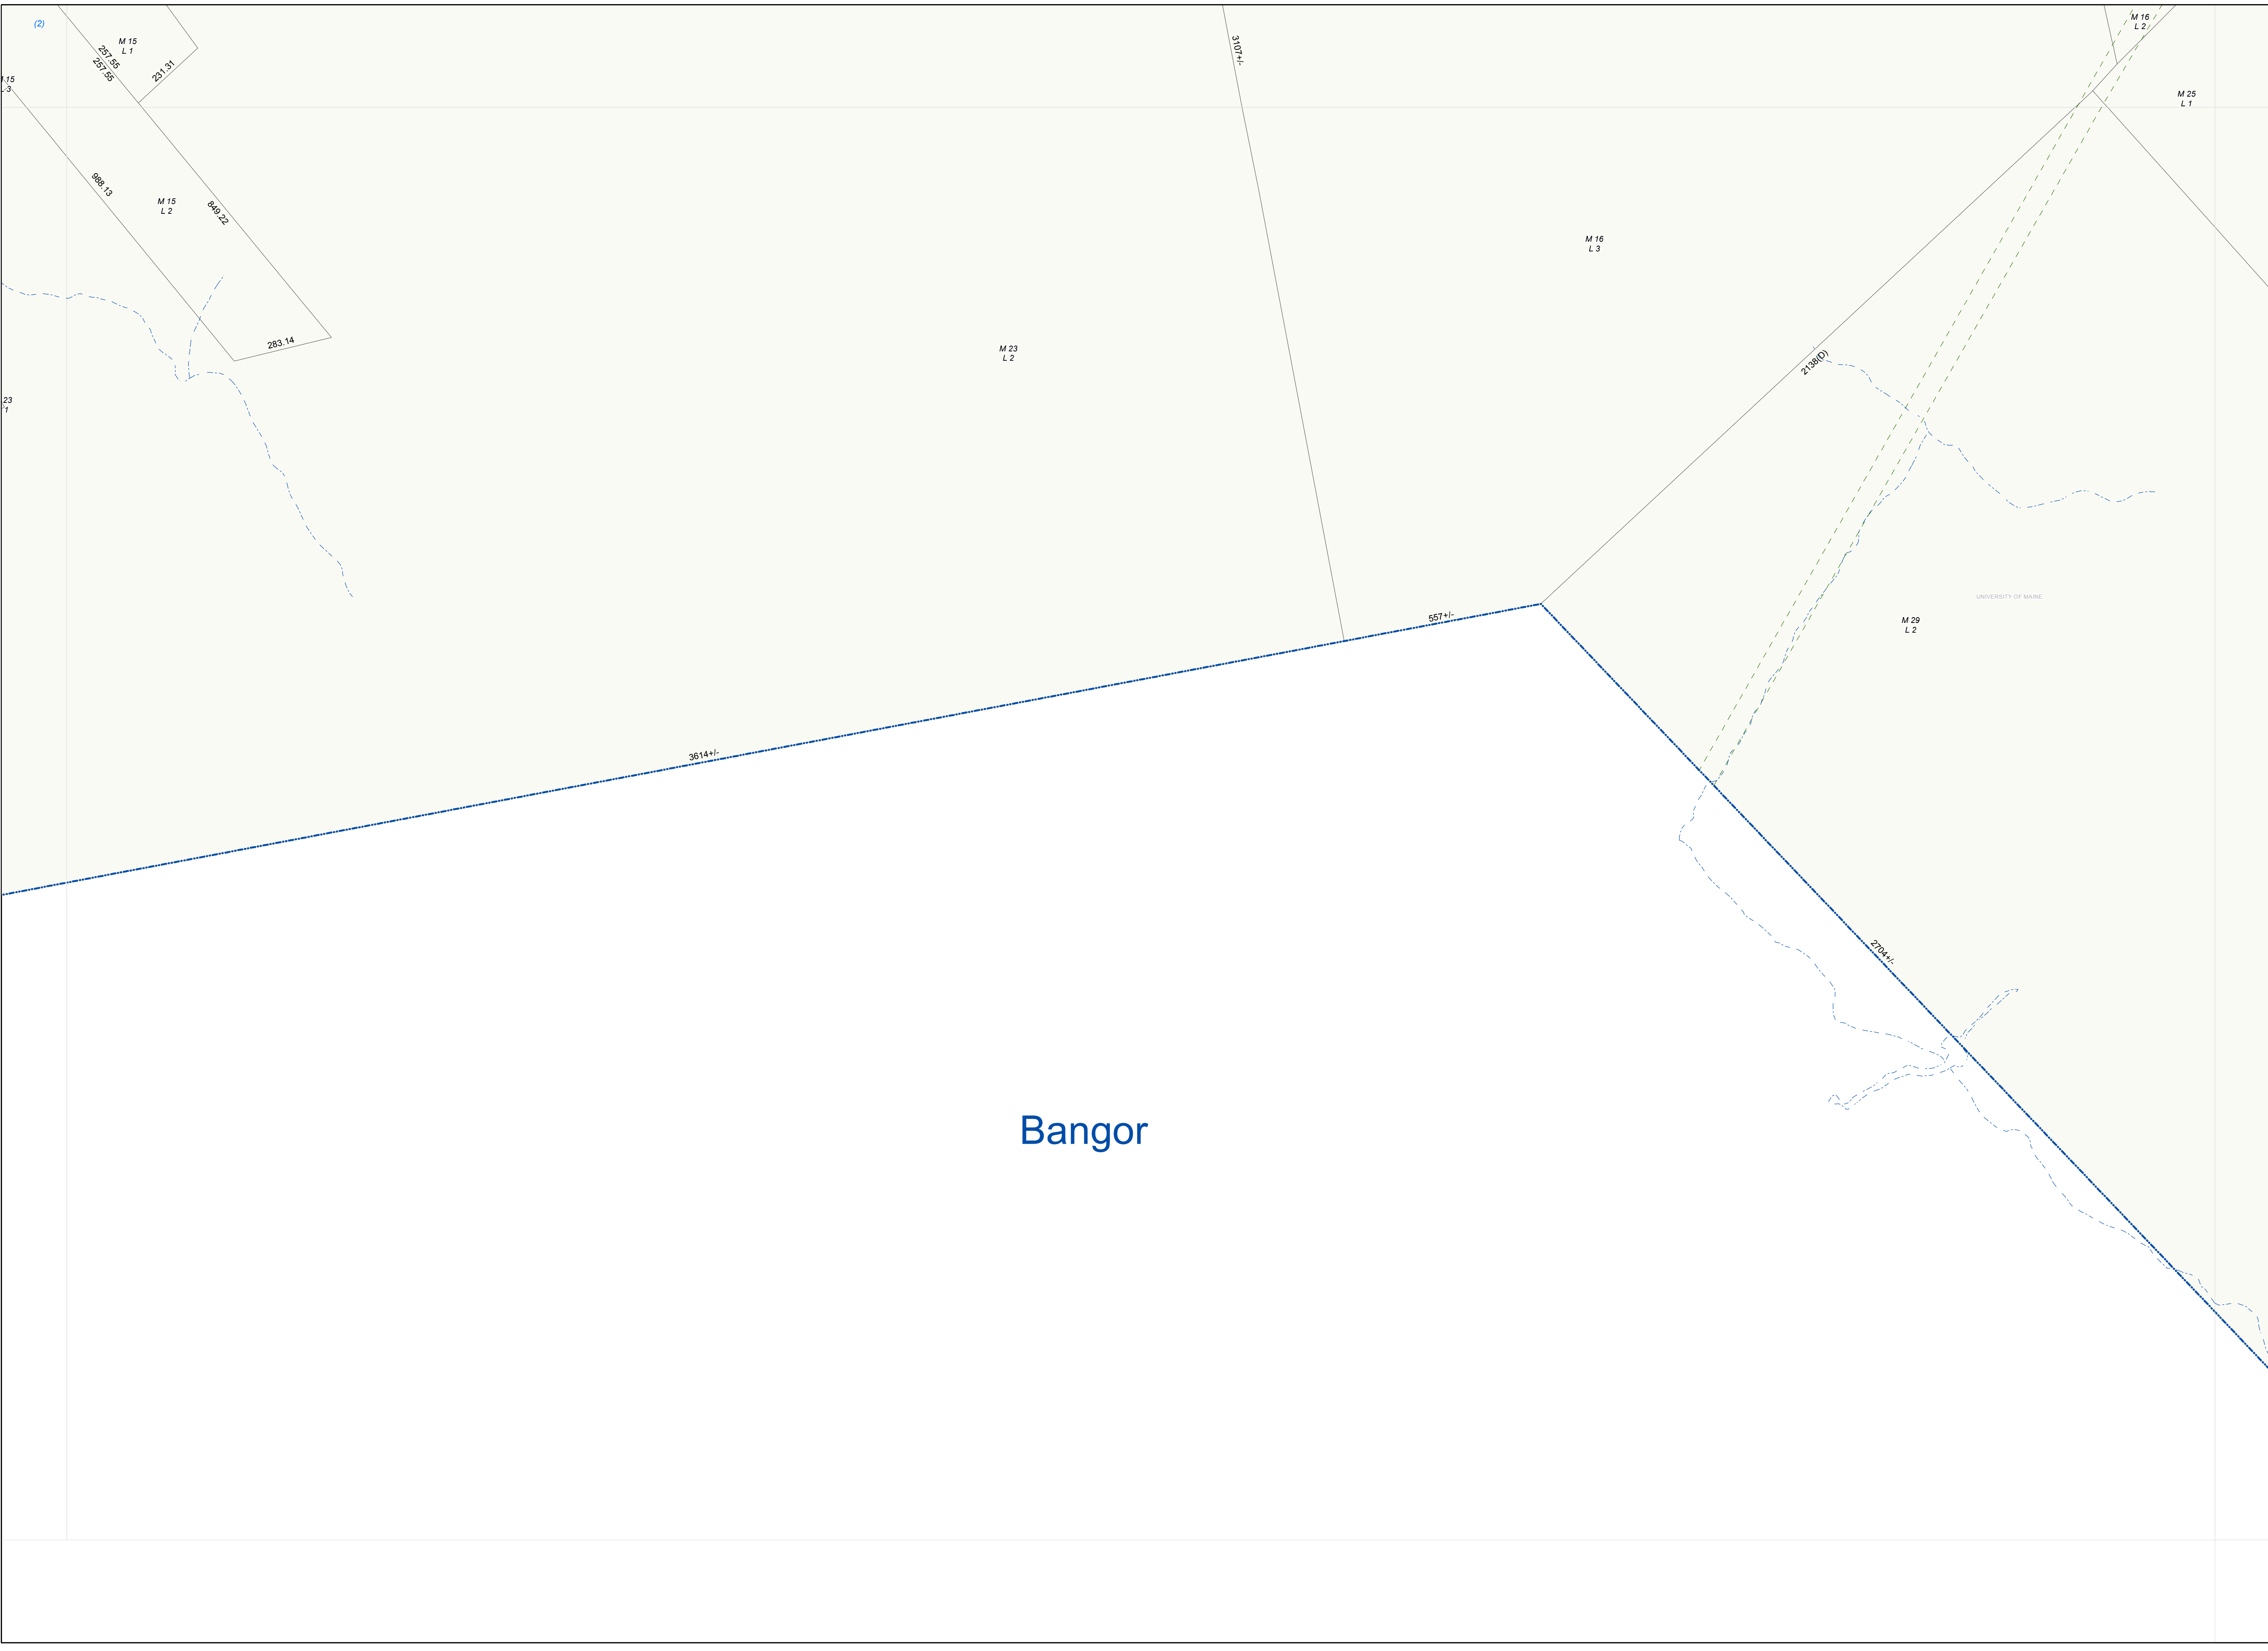 (2)
M 15
L 1
257.55
257.55
231.31
3107+/-
M 16
L 2
M 25
L 1
988.13
M 15
L 2
849.22
M 16
L 3
283.14
M 23
L 2
2138(D)
23
557+/-
UNIVERSITY OF MAINE
M 29
L 2
3614+/-
2704+/-
Bangor